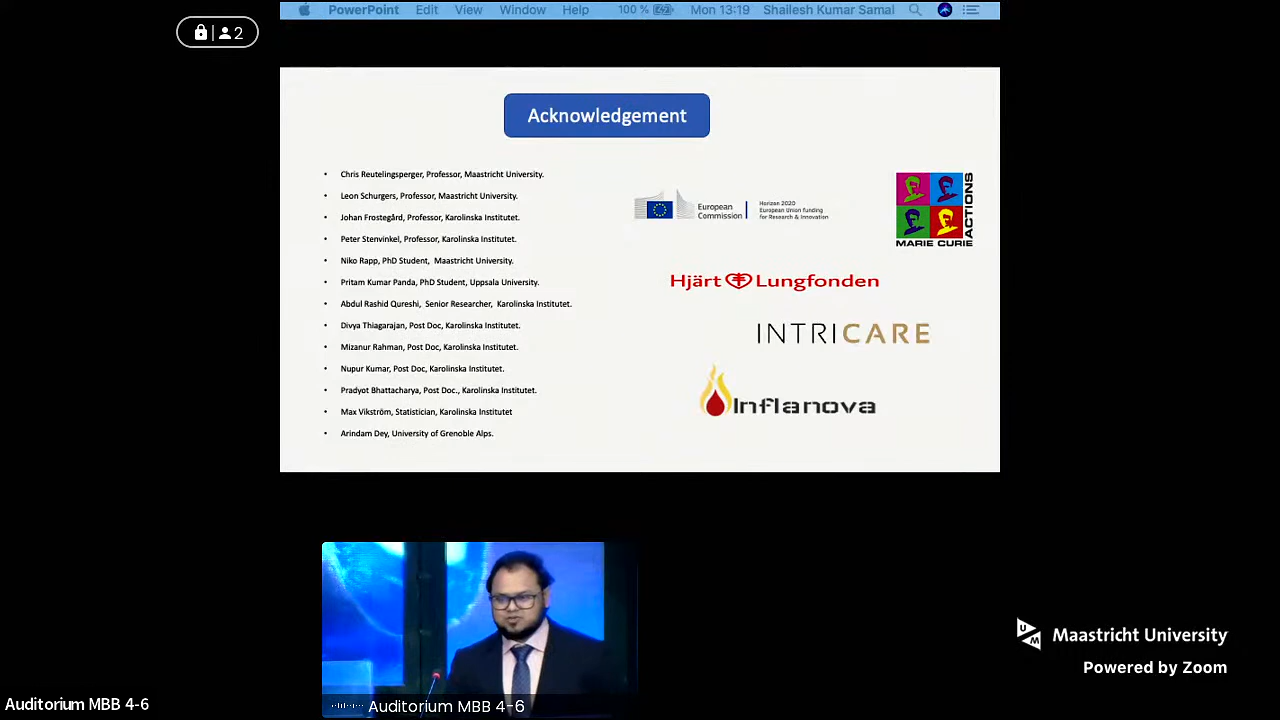 PowerPoint Edit View Window Help 100 % Mon 13:19 Shailesh Kumar Samal
2
Acknowledgement
• Chris Reutelingsperger, Professor, Maastricht University.
• Leon Schurgers, Professor, Maastricht University.
• Johan Frostegård, Professor, Karolinska Institutet.
• Peter Stenvinkel, Professor, Karolinska Institutet.
• Niko Rapp, PhD Student, Maastricht University.
• Pritam Kumar Panda, PhD Student, Uppsala University.
• Abdul Rashid Qureshi, Senior Researcher, Karolinska Institutet.
• Divya Thiagarajan, Post Doc, Karolinska Institutet.
• Mizanur Rahman, Post Doc, Karolinska Institutet.
• Nupur Kumar, Post Doc, Karolinska Institutet.
• Pradyot Bhattacharya, Post Doc., Karolinska Institutet.
• Max Vikström, Statistician, Karolinska Institutet
• Arindam Dey, University of Grenoble Alps.
European
Commission
Horizon 2020
European Union funding
for Research & Innovation
MARIE CURIE
ACTIONS
Hjärt Lungfonden
INTRICARE
Inflanova
UM
Maastricht University
Powered by Zoom
Auditorium MBB 4-6
Auditorium MBB 4-6